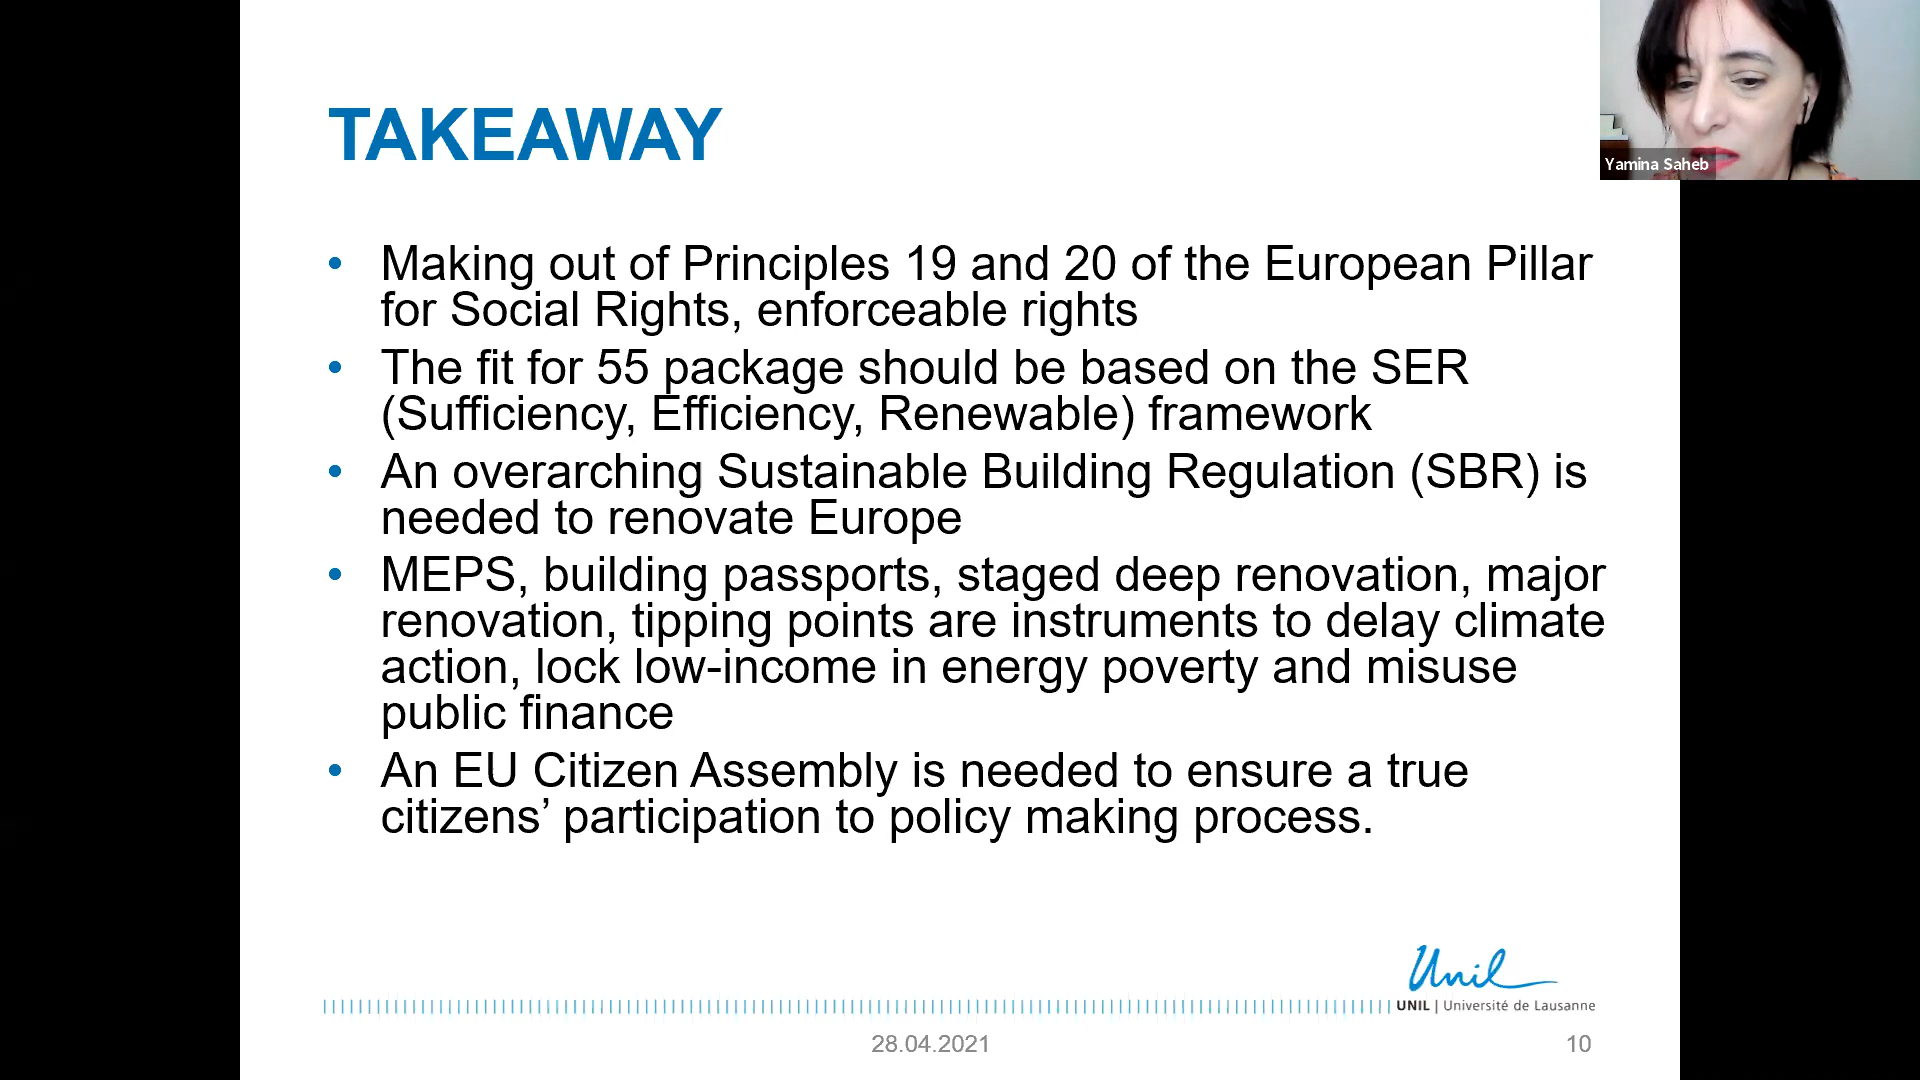 Yamina Saheb
TAKEAWAY
• Making out of Principles 19 and 20 of the European Pillar
for Social Rights, enforceable rights
• The fit for 55 package should be based on the SER
(Sufficiency, Efficiency, Renewable) framework
• An overarching Sustainable Building Regulation (SBR) is
needed to renovate Europe
• MEPS, building passports, staged deep renovation, major
renovation, tipping points are instruments to delay climate
action, lock low-income in energy poverty and misuse
public finance
• An EU Citizen Assembly is needed to ensure a true
citizens’ participation to policy making process.
Unil
UNIL | Université de Lausanne
28.04.2021
10